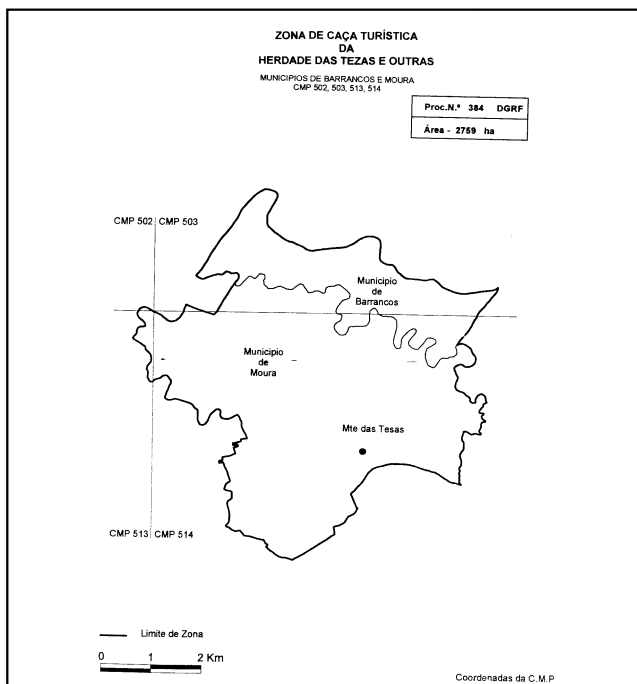 ZONA DE CAÇA TURÍSTICA
DA
HERDADE DAS TEZAS E OUTRAS
MUNICIPIOS DE BARRANCOS E MOURA
CMP 502, 503, 513, 514
Proc.N.º 384 DGRF
Área - 2759 ha
CMP 502 CMP 503
Municipio
de
Barrancos
Municipio
de
Moura
Mte das Tesas
CMP 513 CMP 514
Limite de Zona
0 1 2 Km
Coordenadas da C.M.P